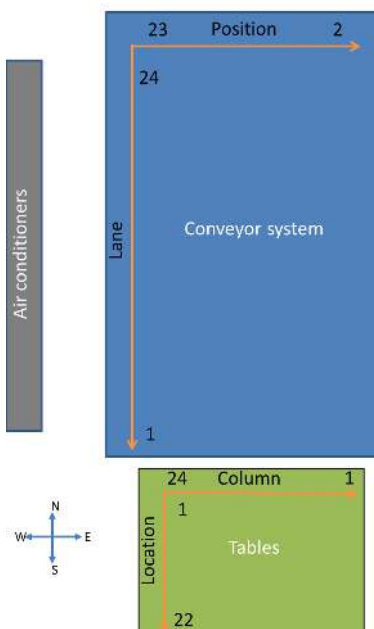 23 Position 2
24
Air conditioners
Lane
Conveyor system
1
24 Column 1
1
Location
Tables
22
N
W E
S